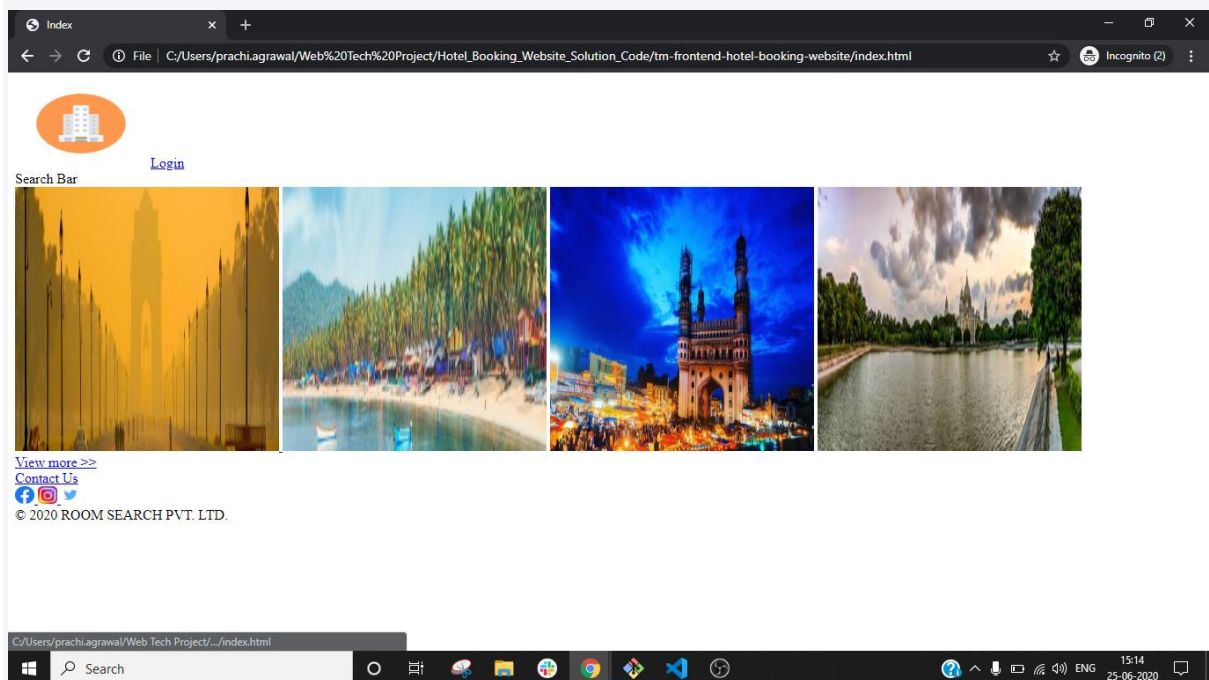 Index
File | C:/Users/prachi.agrawal/Web%20Tech%20Project/Hotel_Booking_Website_Solution_Code/tm-frontend-hotel-booking-website/index.html
Incognito (2)
Login
Search Bar
View more >>
Contact Us
© 2020 ROOM SEARCH PVT. LTD.
C:/Users/prachi.agrawal/Web Tech Project/.../index.html
Search
ENG
15:14
25-06-2020